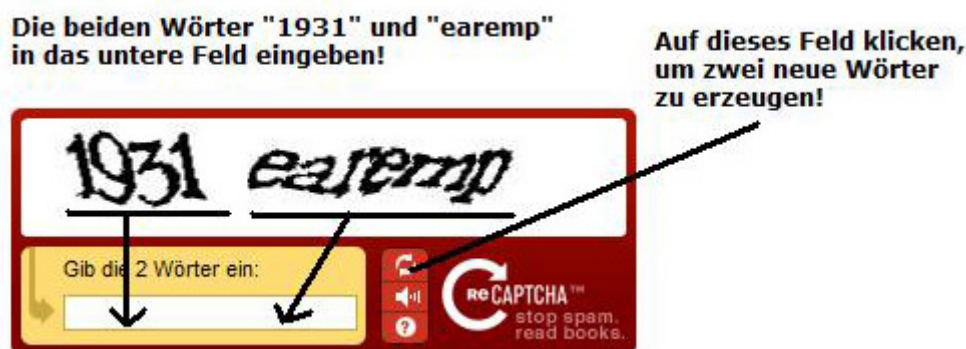 Die beiden Wörter "1931" und "earemp"
in das untere Feld eingeben!
Auf dieses Feld klicken,
um zwei neue Wörter
zu erzeugen!
1931 earemp
Gib die 2 Wörter ein:
?
ReCAPTCHA™
stop spam.
read books.